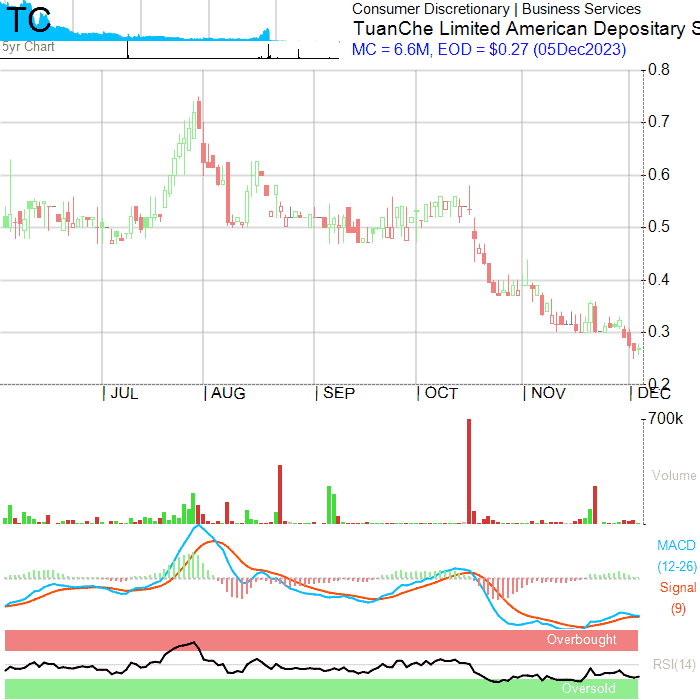 TC
5yr Chart
Consumer Discretionary | Business Services
TuanChe Limited American Depositary S
MC = 6.6M, EOD = $0.27 (05Dec2023)
0.8
0.7
0.6
0.5
0.4
0.3
0.2
JUL AUG SEP OCT NOV DEC
700k
Volume
MACD
(12-26)
Signal
(9)
Overbought
RSI(14)
Oversold